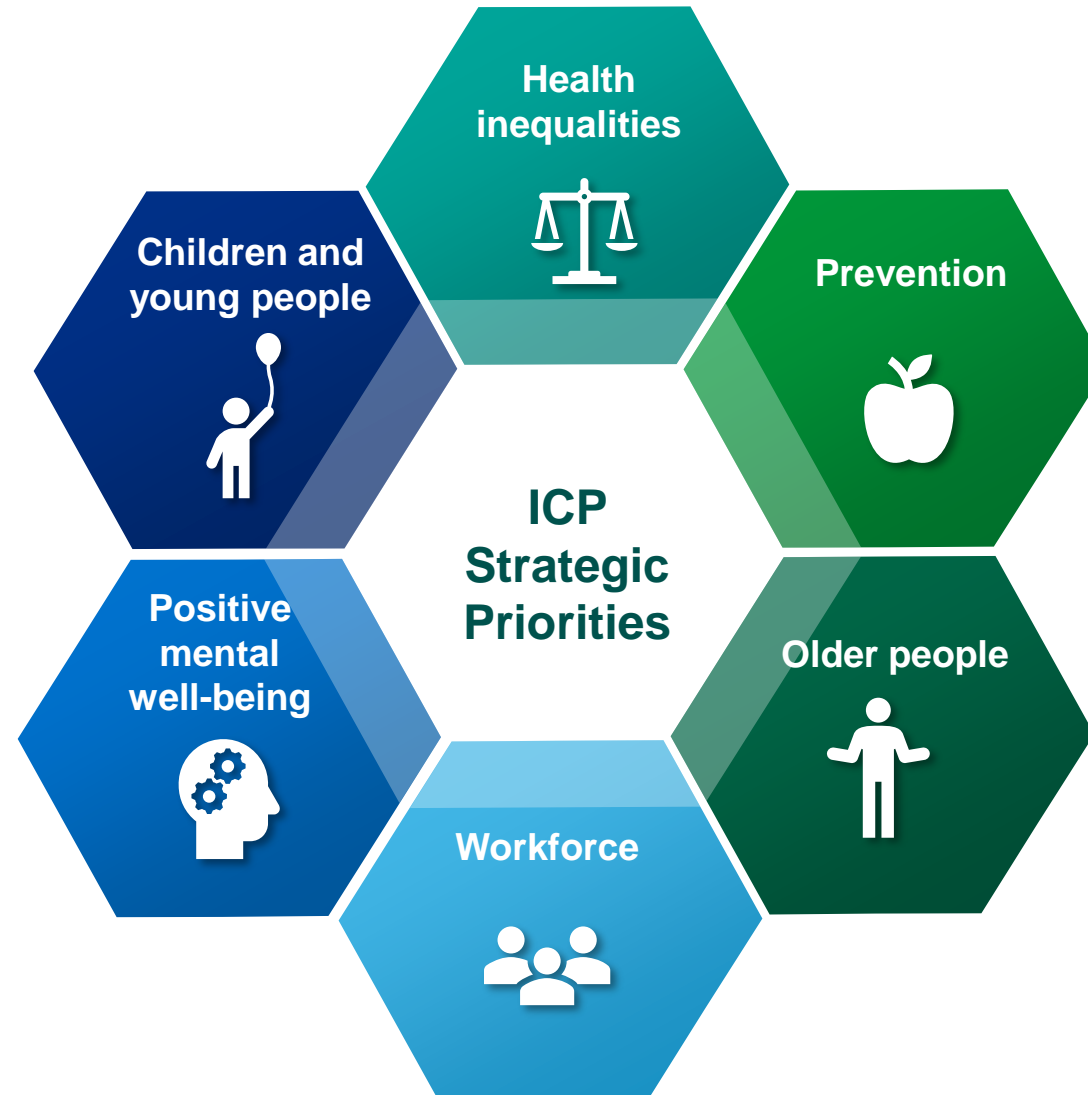 Health
inequalities
Prevention
Older people
Workforce
Positive
mental
well-being
Children and
young people
ICP
Strategic
Priorities